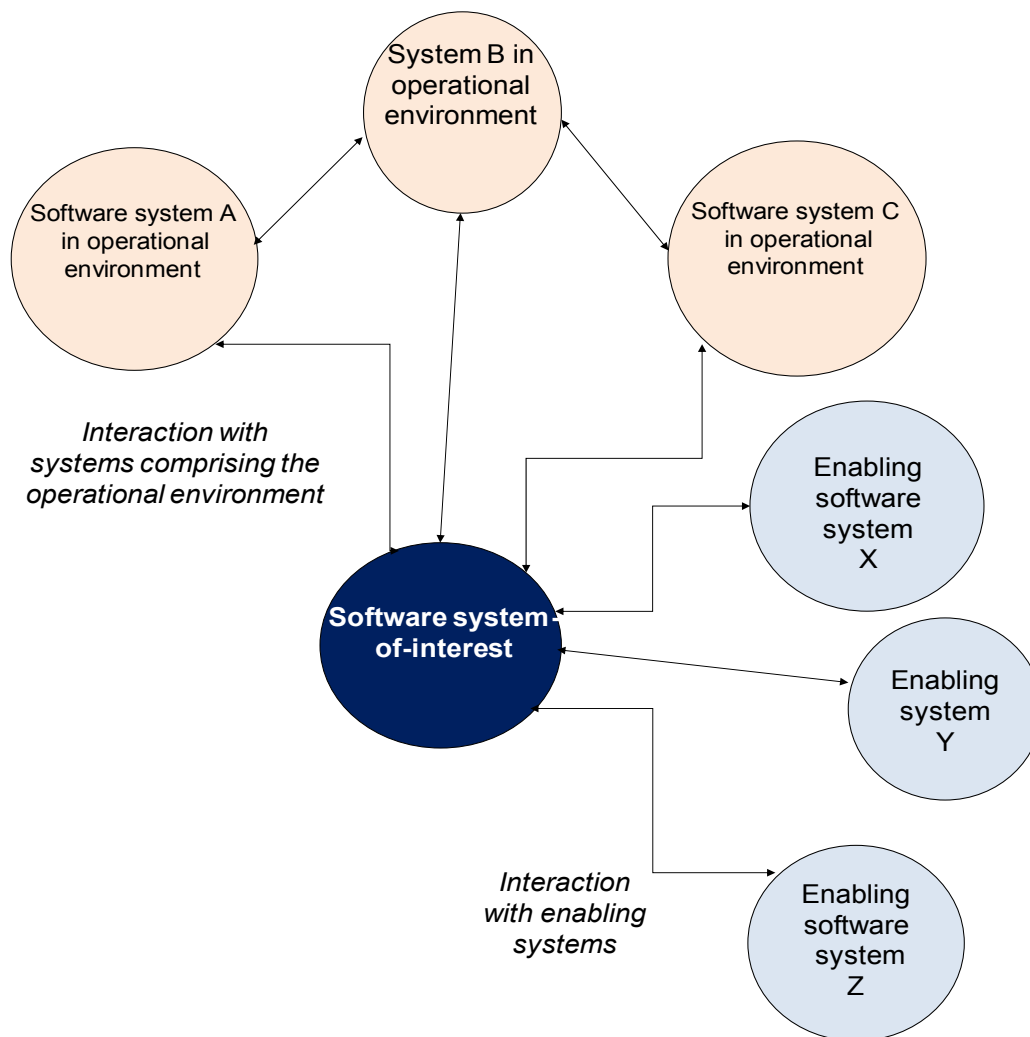 System B in
operational
environment
Software system A
in operational
environment
Software system C
in operational
environment
Interaction with
systems comprising the
operational environment
Enabling
software
system
X
Software system-
of-interest
Enabling
system
Y
Interaction
with enabling
systems
Enabling
software
system
Z